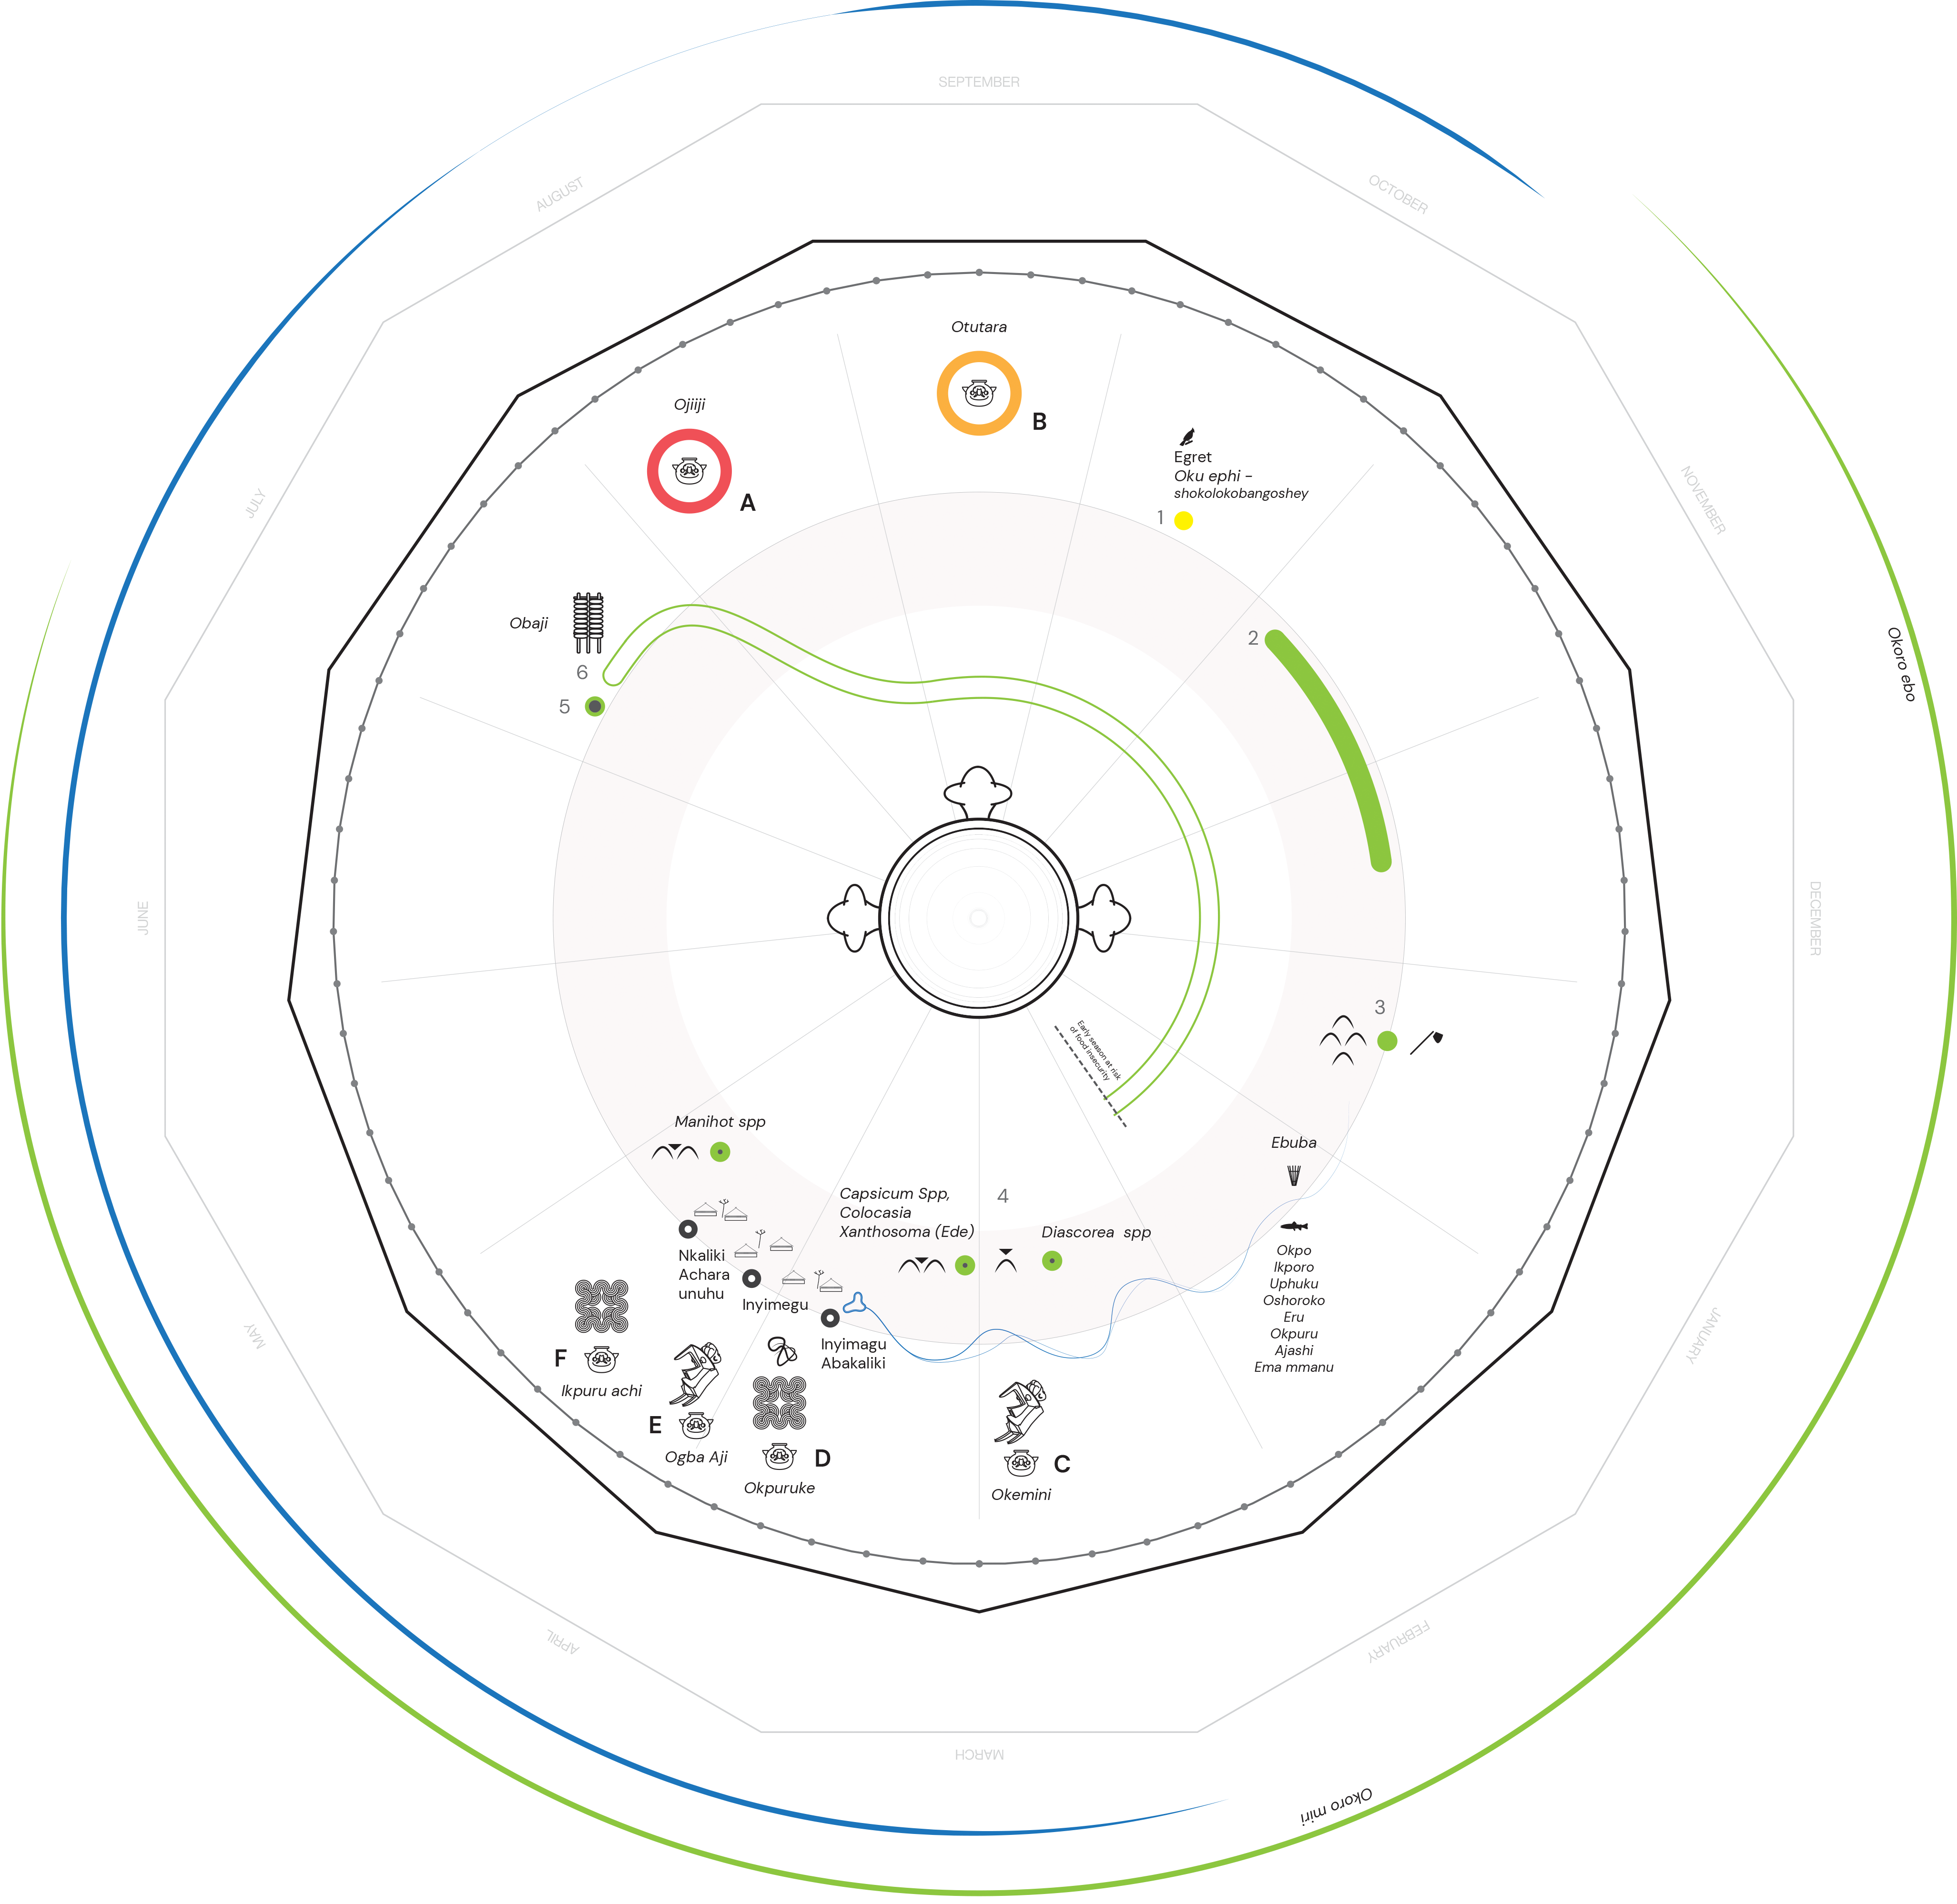 SEPTEMBER
OCTOBER
NOVEMBER
DECEMBER
JANUARY
FEBRUARY
MARCH
APRIL
MAY
JUNE
JULY
AUGUST
Okoro ebo
Okoro miri
Otutara
B
Ojiiji
A
Egret
Oku ephi -
shokolokobangoshey
1
2
Obaji
6
5
3
Early season at risk
of food insecurity
Manihot spp
Capsicum Spp,
Colocasia
Xanthosoma (Ede)
4
Diascorea spp
Ebuba
Okpo
Ikporo
Uphuku
Oshoroko
Eru
Okpuru
Ajashi
Ema mmanu
Nkaliki
Achara
unuhu
Inyimegu
Inyimagu
Abakaliki
F
Ikpuru achi
E
Ogba Aji
D
Okpuruke
C
Okemini